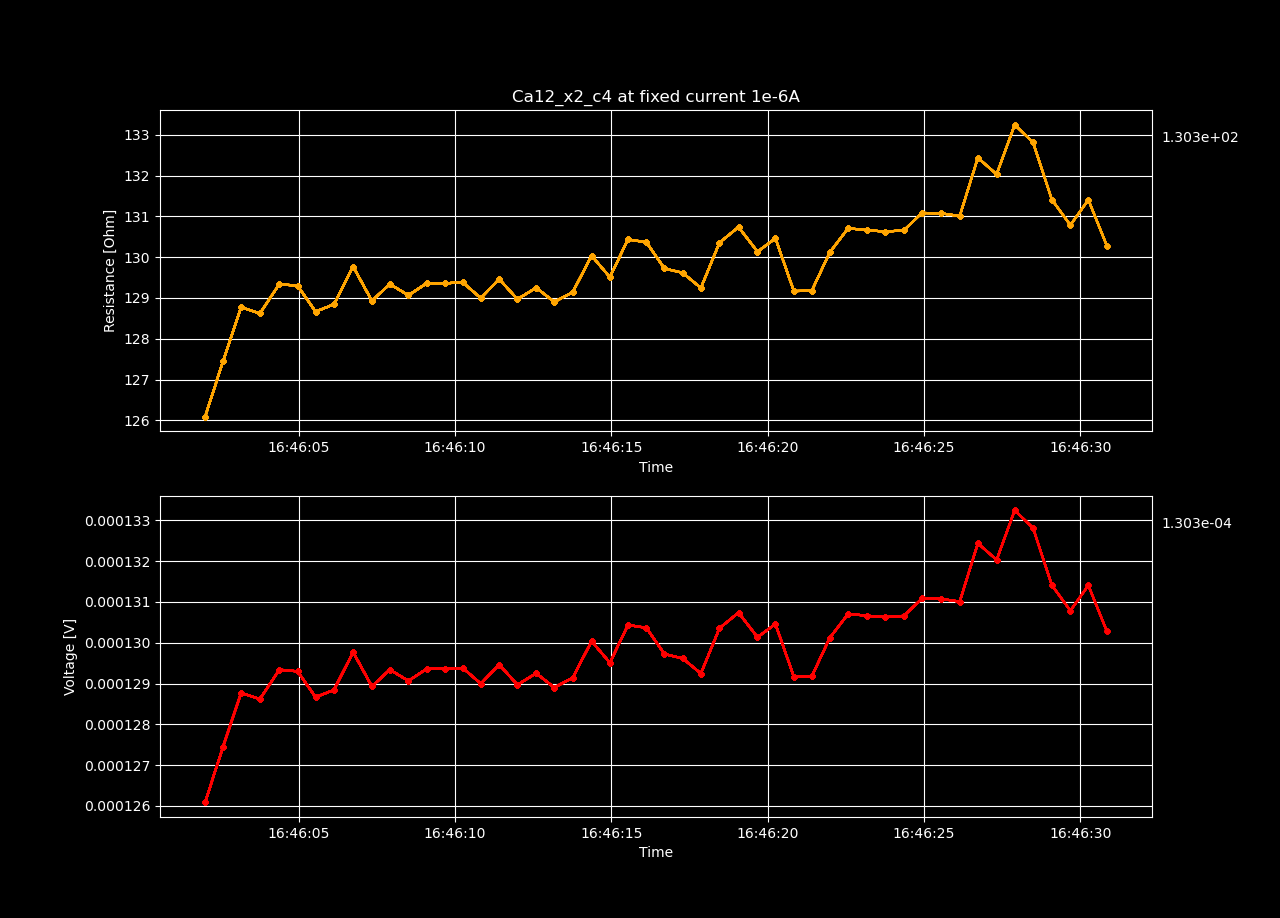 Ca12_x2_c4 at fixed current 1e-6A
1.303e+02
133
132
131
130
129
128
127
126
Resistance [Ohm]
16:46:05 16:46:10 16:46:15 16:46:20 16:46:25 16:46:30
Time
1.303e-04
0.000133
0.000132
0.000131
0.000130
0.000129
0.000128
0.000127
0.000126
Voltage [V]
16:46:05 16:46:10 16:46:15 16:46:20 16:46:25 16:46:30
Time